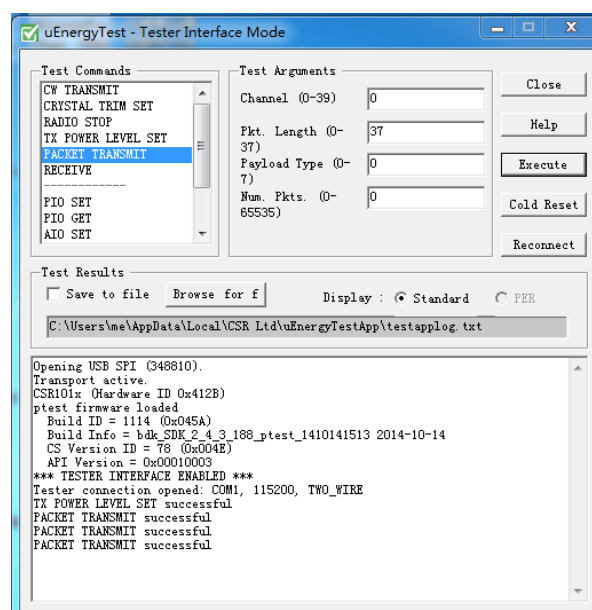 uEnergyTest - Tester Interface Mode
Test Commands
CW TRANSMIT
CRYSTAL TRIM SET
RADIO STOP
TX POWER LEVEL SET
PACKET TRANSMIT
RECEIVE
------------
PIO SET
PIO GET
AIO SET
Test Arguments
Channel (0-39) 0
Pkt. Length (0-
37) 37
Payload Type (0-
7) 0
Num. Pkts. (0-
65535) 0
Close
Help
Execute
Cold Reset
Reconnect
Test Results
Save to file Browse for f Display : Standard PER
C:\Users\me\AppData\Local\CSR Ltd\uEnergyTestApp\testapplog.txt
Opening USB SPI (348810).
Transport active.
CSR101x (Hardware ID 0x412B)
ptest firmware loaded
Build ID = 1114 (0x045A)
Build Info = bdk_SDK_2_4_3_188_ptest_1410141513 2014-10-14
CS Version ID = 78 (0x004E)
API Version = 0x00010003
*** TESTER INTERFACE ENABLED ***
Tester connection opened: COM1, 115200, TWO_WIRE
TX POWER LEVEL SET successful
PACKET TRANSMIT successful
PACKET TRANSMIT successful
PACKET TRANSMIT successful